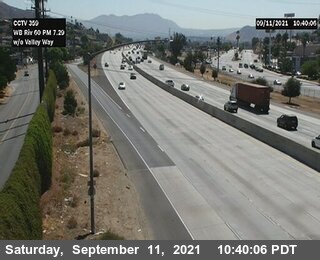 CCTV 369
WB Riv 60 PM 7.29
w/o Valley Way
09/11/2021 10:40:06
Saturday, September 11, 2021 10:40:06 PDT